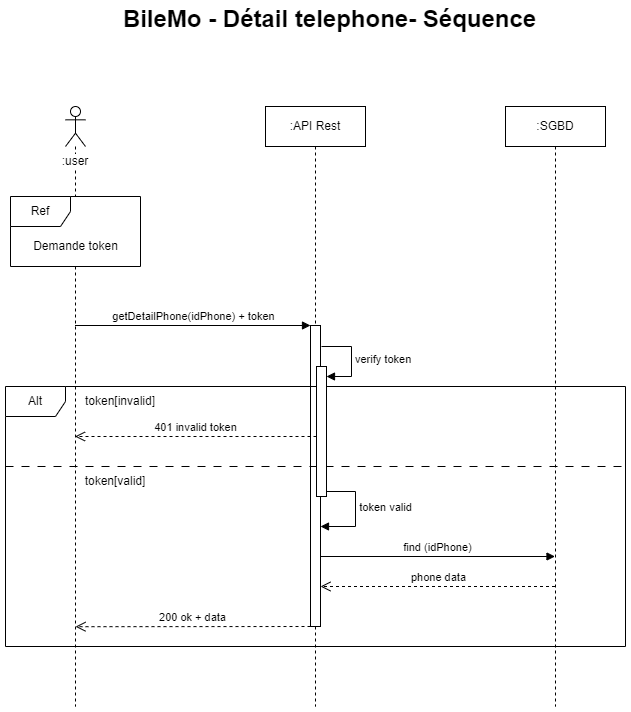 BileMo - Détail telephone- Séquence
:user
:API Rest
:SGBD
Ref
Demande token
getDetailPhone(idPhone) + token
verify token
Alt
token[invalid]
401 invalid token
token[valid]
token valid
find (idPhone)
phone data
200 ok + data